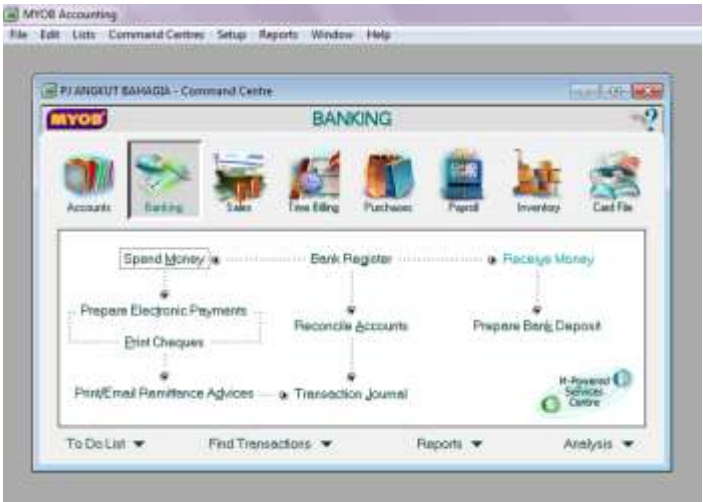 MYOB Accounting
File Edit Lists Command Centres Setup Reports Window Help
PJ ANGKUT BAHAGIA - Command Centre
MYOB BANKING
Accounts Banking Sales Time Billing Purchases Payroll Inventory Card File
Spend Money Bank Register Receive Money
Prepare Electronic Payments
Reconcile Accounts Prepare Bank Deposit
Print Cheques
Print/Email Remittance Advices Transaction Journal
M-Powered
Services
Centre
To Do List Find Transactions Reports Analysis